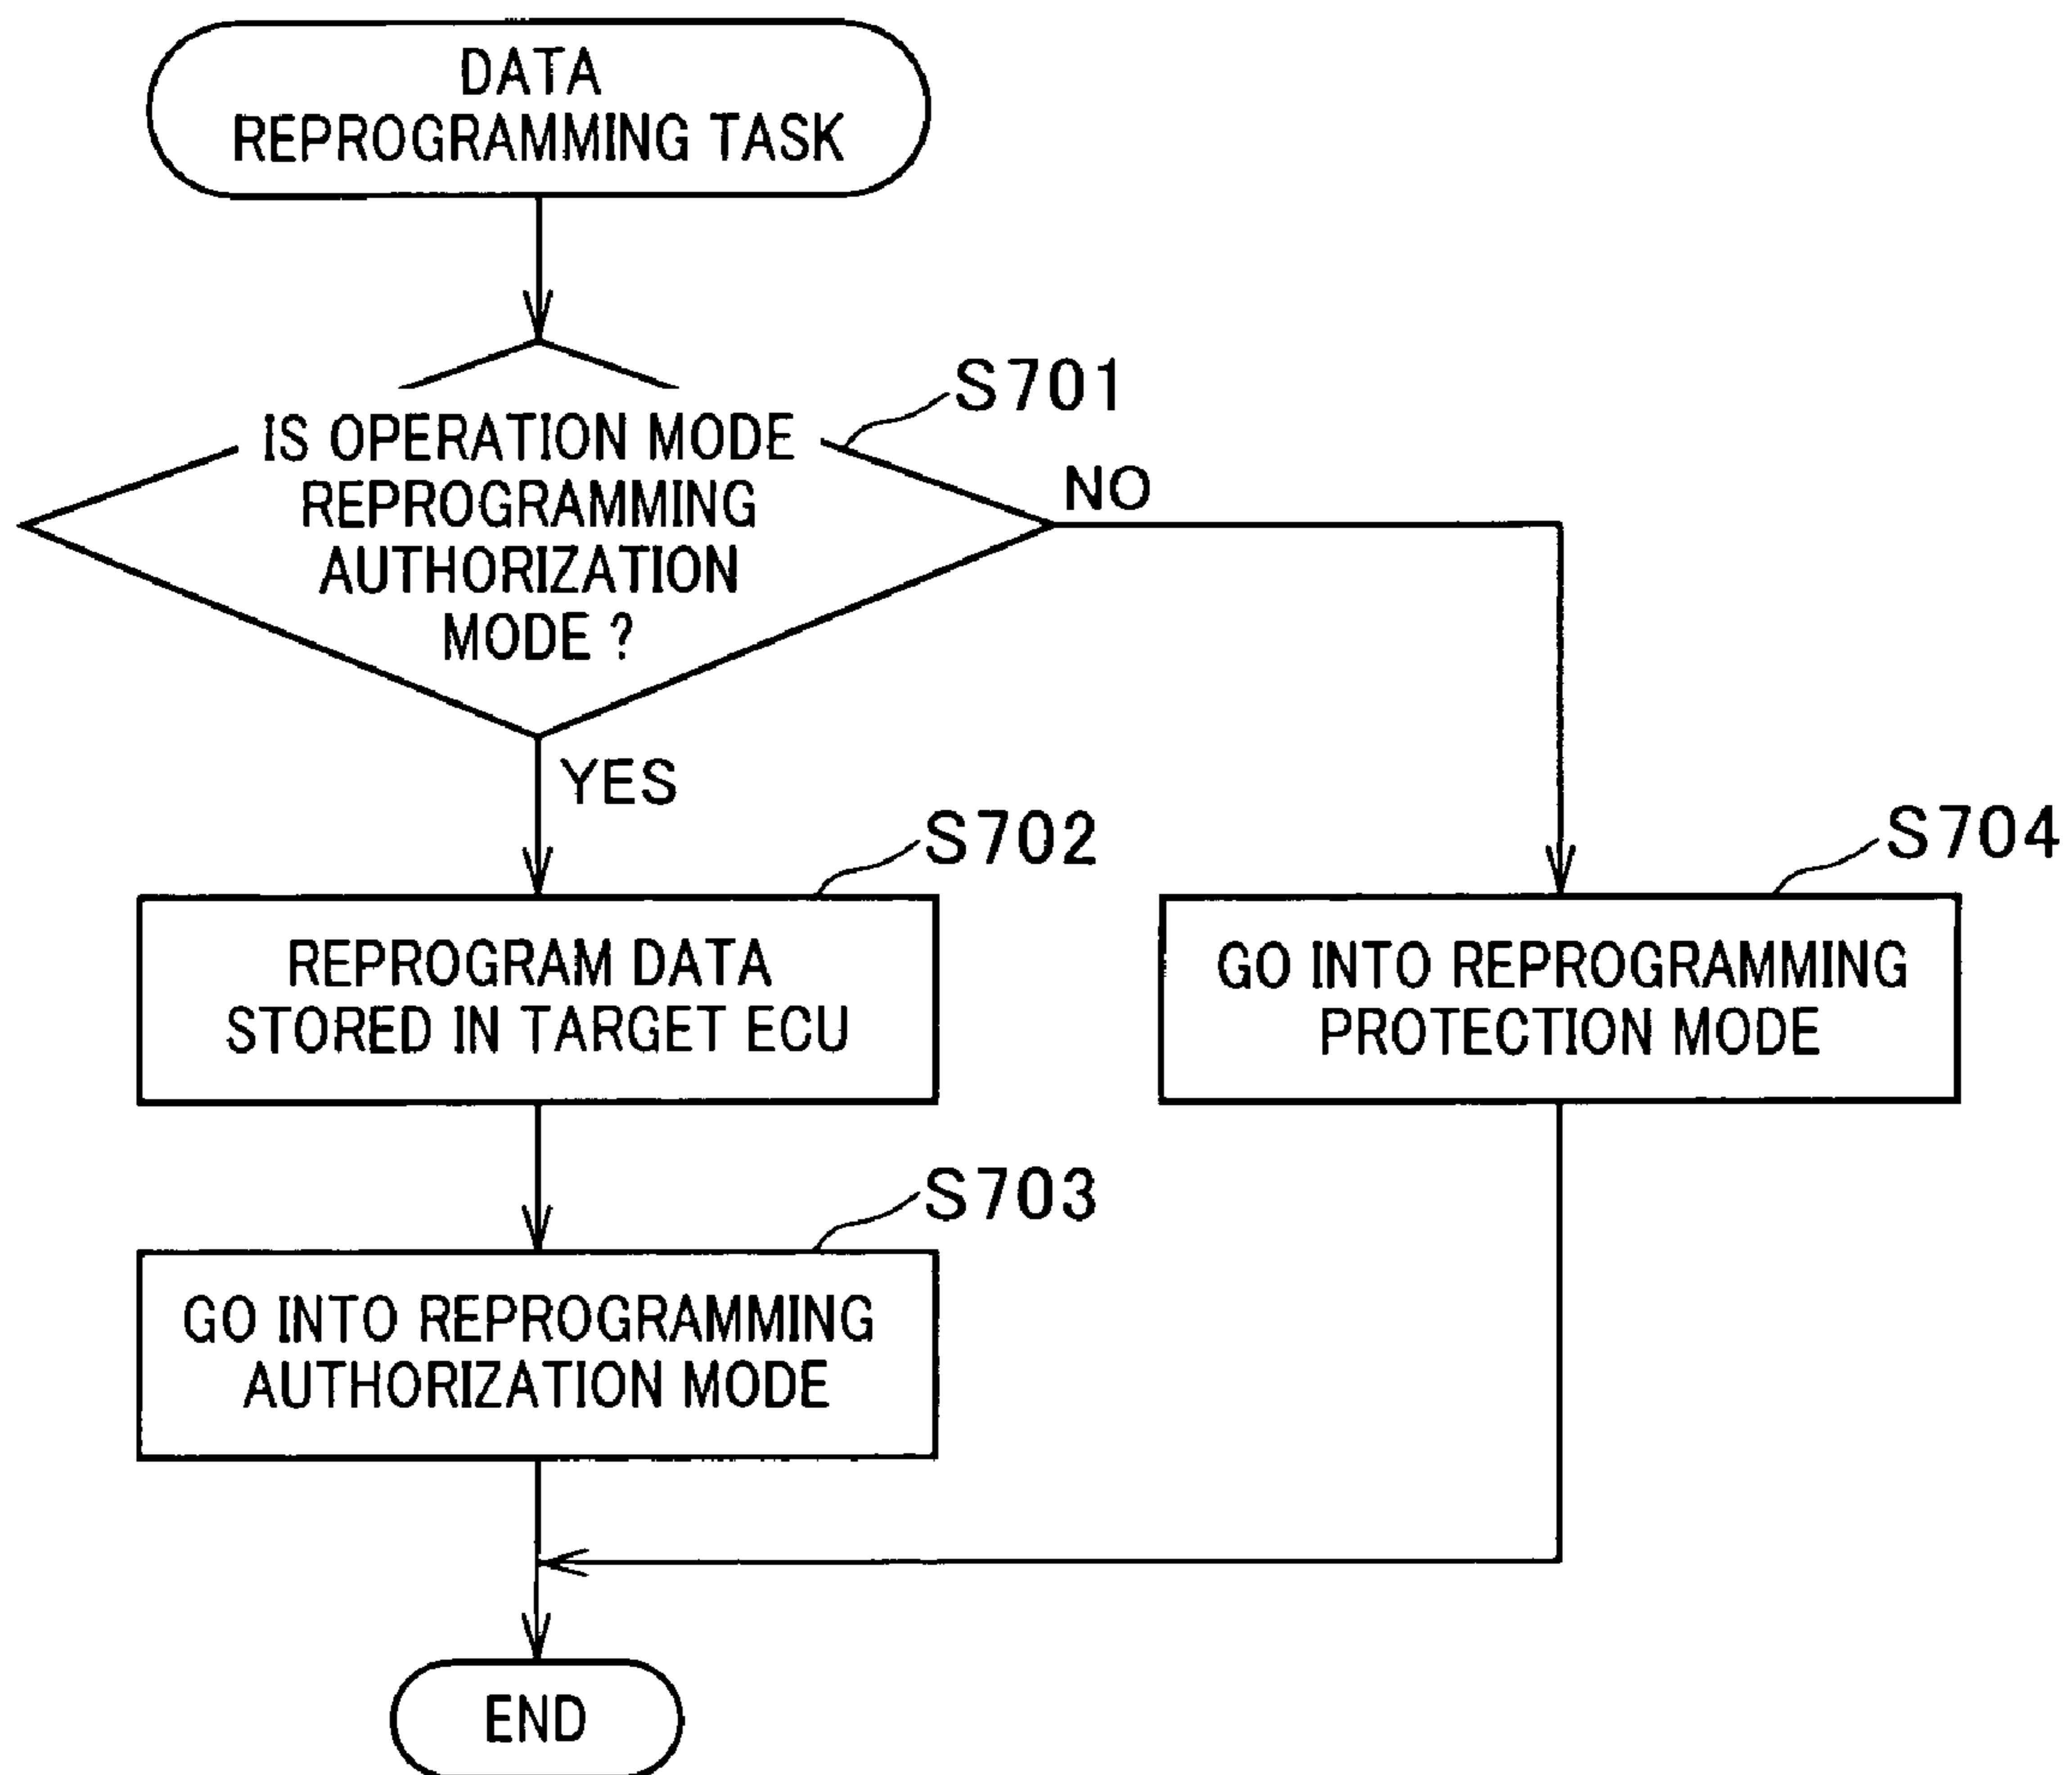 DATA
REPROGRAMMING TASK
S701
IS OPERATION MODE
REPROGRAMMING
AUTHORIZATION
MODE ?
NO
YES
S702
REPROGRAM DATA
STORED IN TARGET ECU
S704
GO INTO REPROGRAMMING
PROTECTION MODE
S703
GO INTO REPROGRAMMING
AUTHORIZATION MODE
END